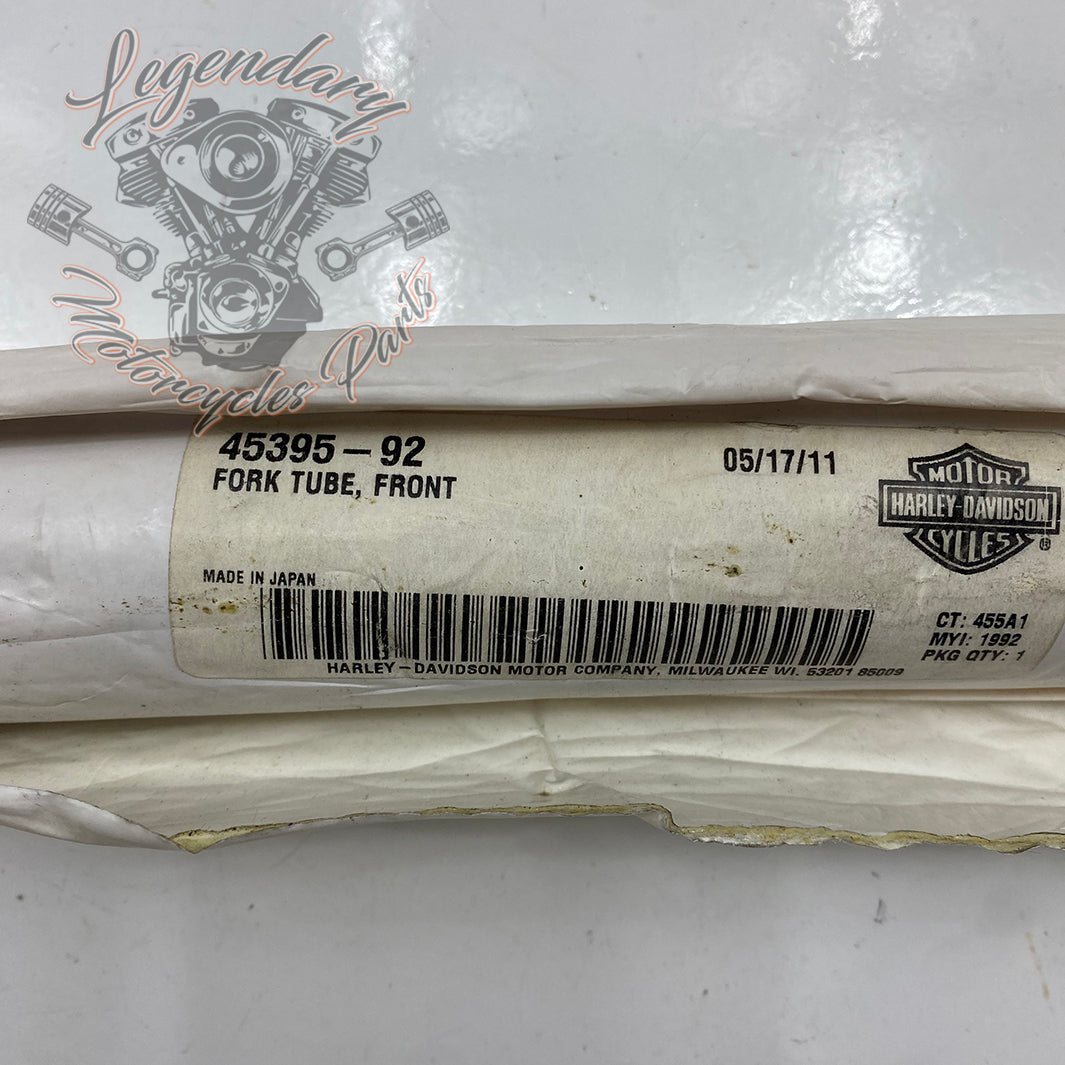 Legendary
Motorcycles Parts
45395-92
FORK TUBE, FRONT
05/17/11
MOTOR
HARLEY-DAVIDSON
CYCLES
®
MADE IN JAPAN
CT: 455A1
MYI: 1992
PKG QTY: 1
HARLEY-DAVIDSON MOTOR COMPANY, MILWAUKEE WI. 53201 85009